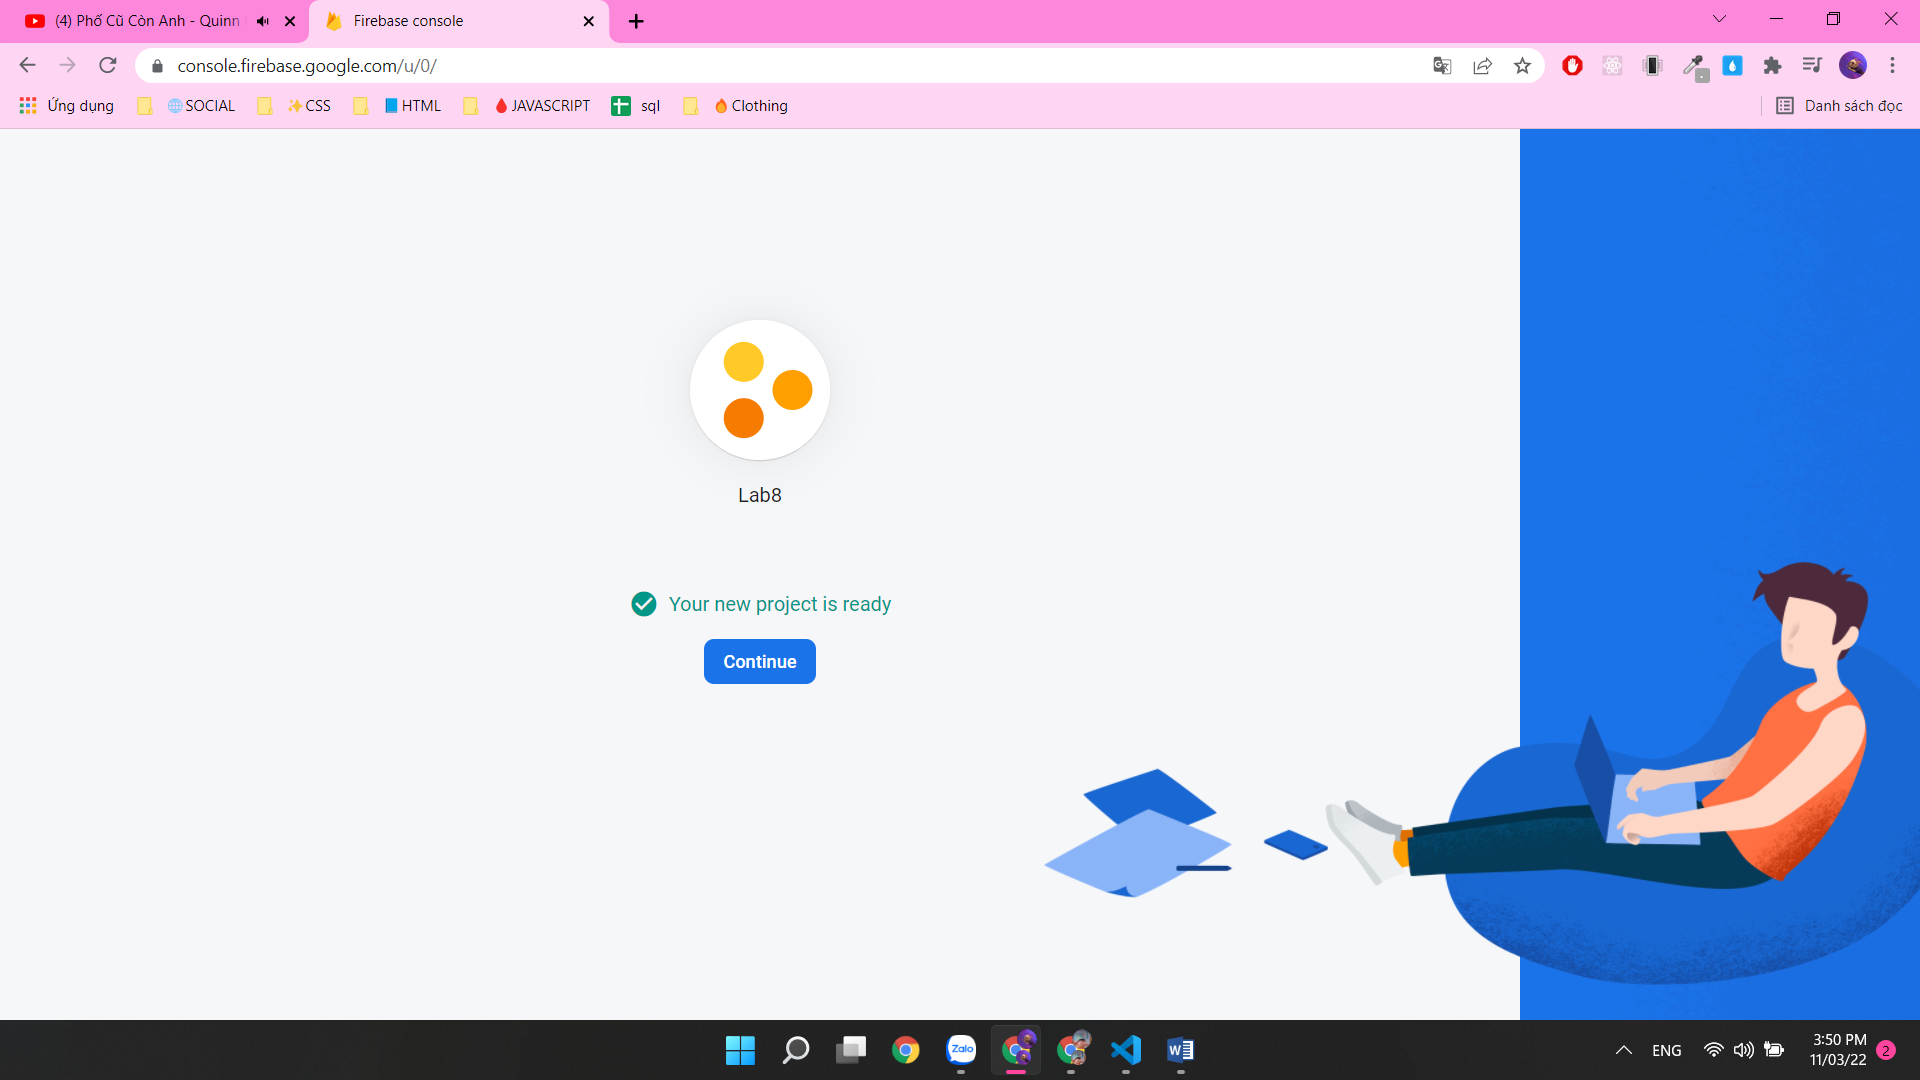 (4) Phố Cũ Còn Anh - Quinn
Firebase console
console.firebase.google.com/u/0/
Ứng dụng
SOCIAL
CSS
HTML
JAVASCRIPT
sql
Clothing
Danh sách đọc
Lab8
Your new project is ready
Continue
Zalo
W
ENG
3:50 PM
11/03/22
2